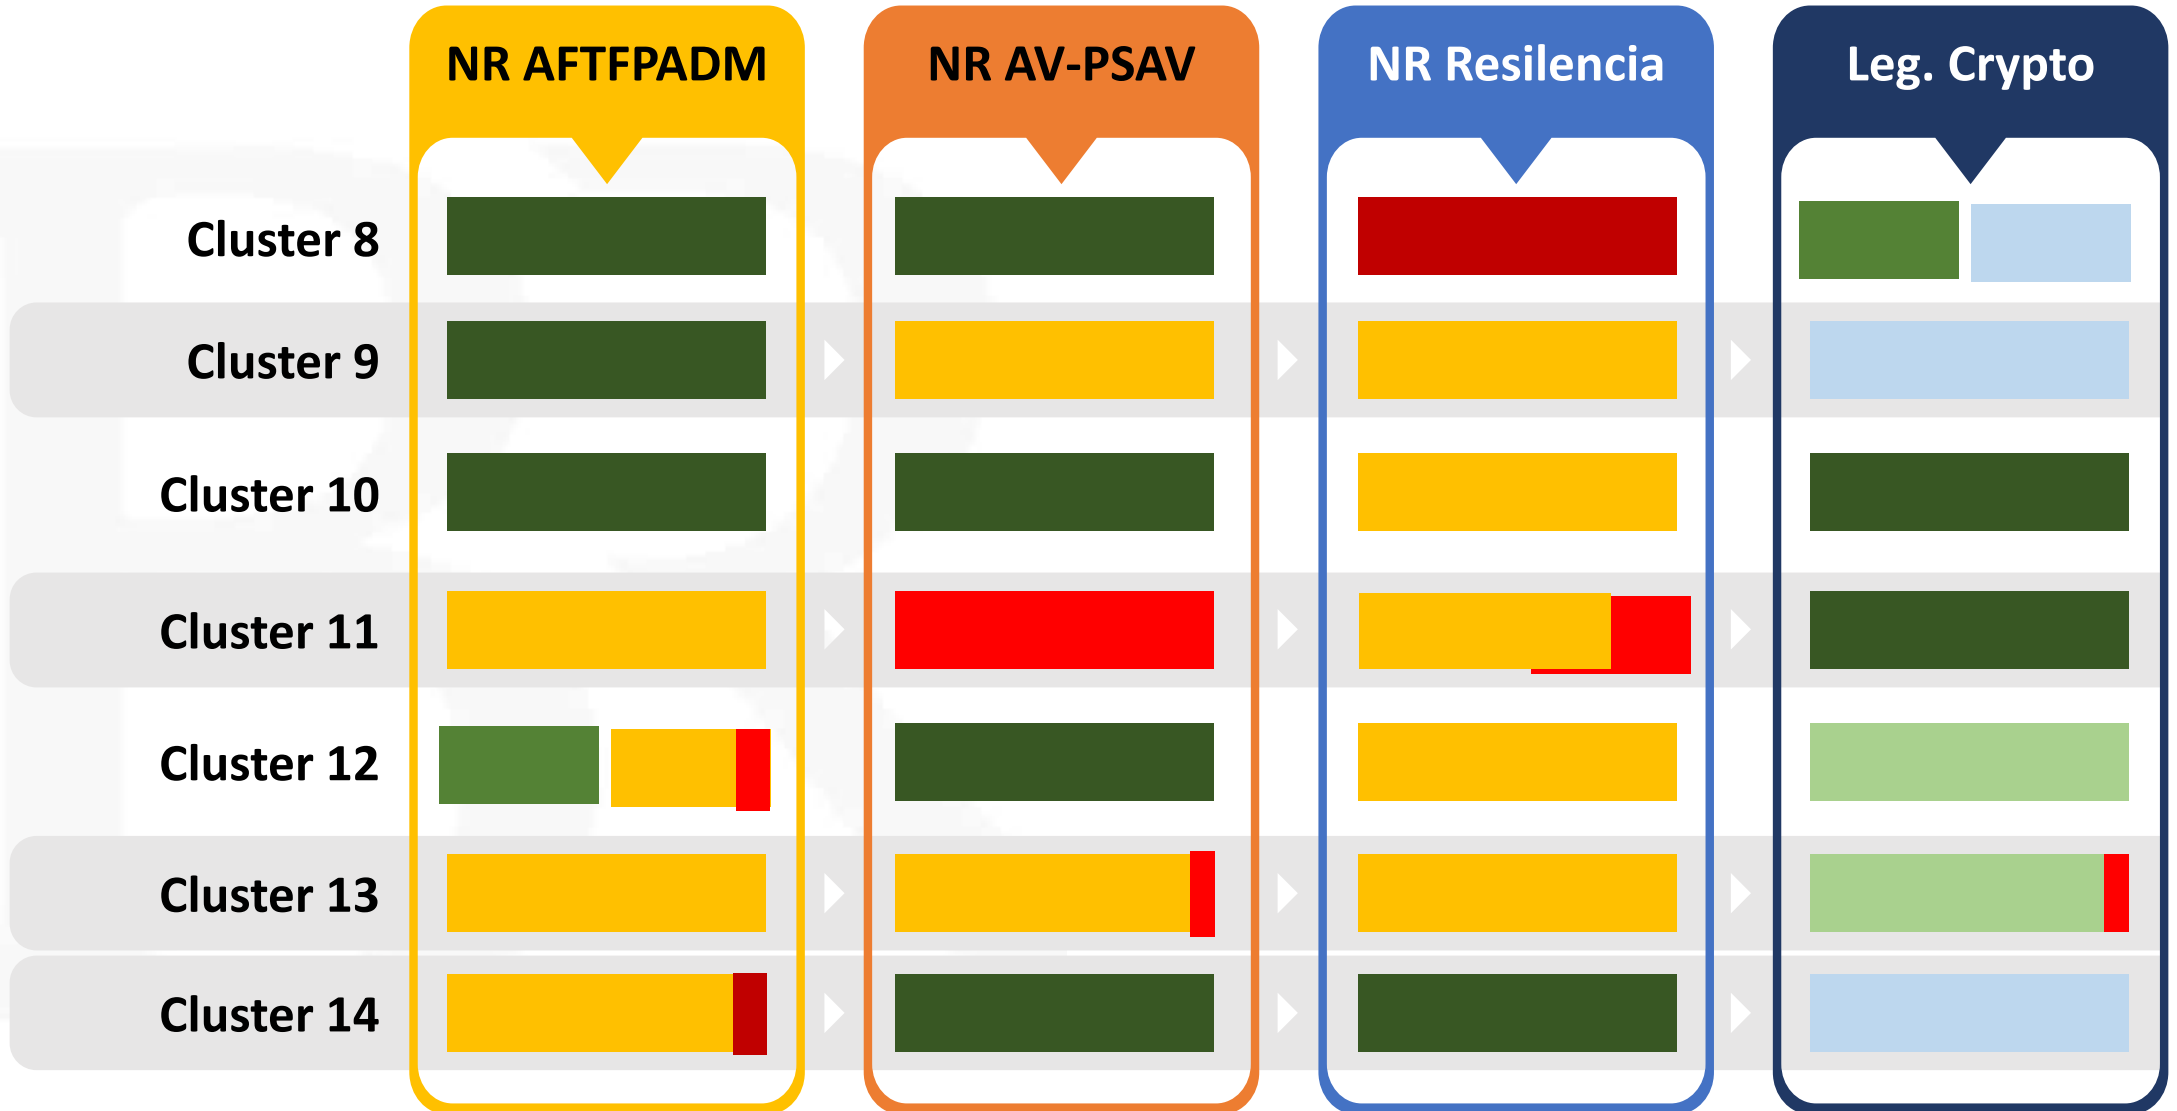 NR AFTFPADM
NR AV-PSAV
NR Resilencia
Leg. Crypto
Cluster 8
Cluster 9
Cluster 10
Cluster 11
Cluster 12
Cluster 13
Cluster 14